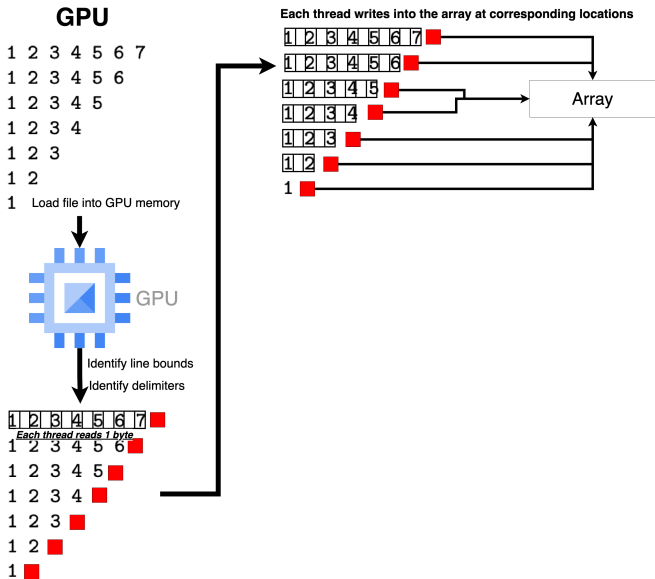 GPU
1 2 3 4 5 6 7
1 2 3 4 5 6
1 2 3 4 5
1 2 3 4
1 2 3
1 2
1
Load file into GPU memory
GPU
Identify line bounds
Identify delimiters
1 2 3 4 5 6 7
Each thread reads 1 byte
1 2 3 4 5 6
1 2 3 4 5
1 2 3 4
1 2 3
1 2
1
Each thread writes into the array at corresponding locations
1 2 3 4 5 6 7
1 2 3 4 5 6
1 2 3 4 5
1 2 3 4
1 2 3
1 2
1
Array